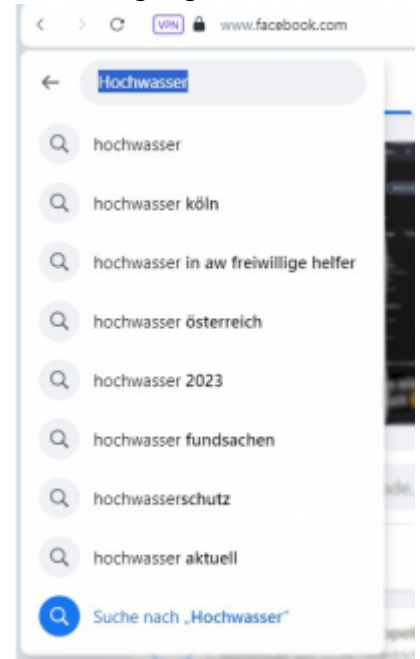 VPN www.facebook.com
Hochwasser
hochwasser
hochwasser köln
hochwasser in aw freiwillige helfer
hochwasser österreich
hochwasser 2023
hochwasser fundsachen
hochwasserschutz
hochwasser aktuell
Suche nach „Hochwasser“